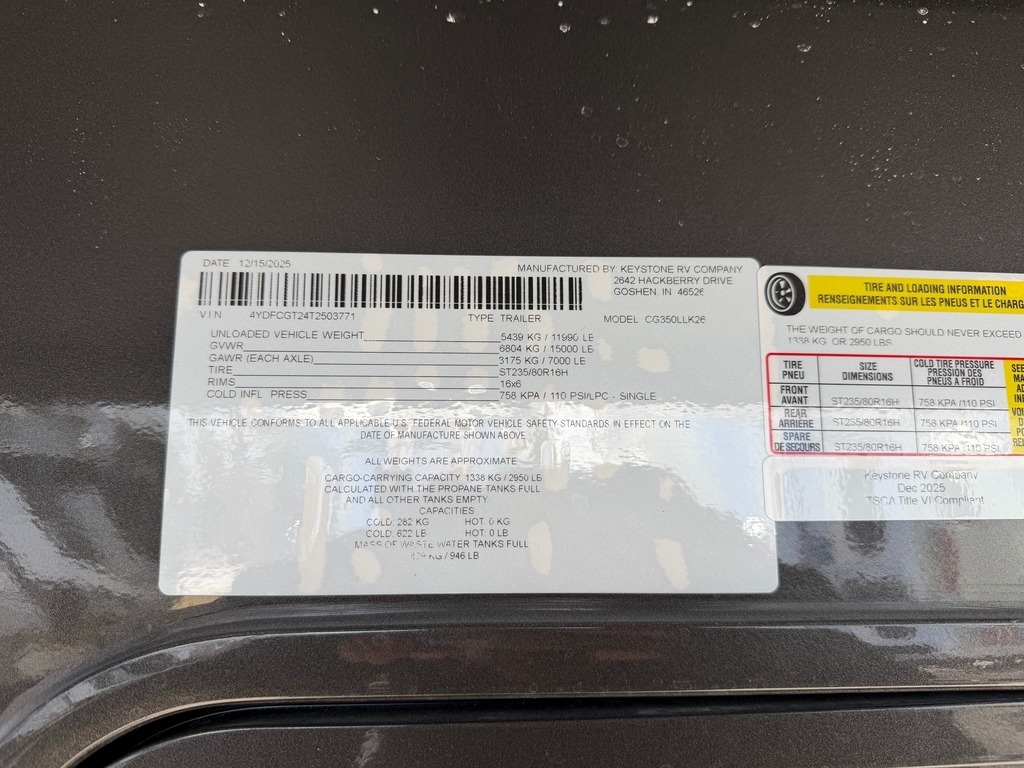 DATE 12/15/2025
MANUFACTURED BY: KEYSTONE RV COMPANY
2642 HACKBERRY DRIVE
GOSHEN, IN 46526
VIN 4YDFCGT24T2503771 TYPE TRAILER MODEL CG350LLK26
UNLOADED VEHICLE WEIGHT 5439 KG / 11990 LB
GVWR 6804 KG / 15000 LB
GAWR (EACH AXLE) 3175 KG / 7000 LB
TIRE ST235/80R16H
RIMS 16x6
COLD INFL PRESS 758 KPA / 110 PSI/LPC - SINGLE
THIS VEHICLE CONFORMS TO ALL APPLICABLE U.S. FEDERAL MOTOR VEHICLE SAFETY STANDARDS IN EFFECT ON THE
DATE OF MANUFACTURE SHOWN ABOVE
ALL WEIGHTS ARE APPROXIMATE
CARGO-CARRYING CAPACITY 1338 KG / 2950 LB
CALCULATED WITH THE PROPANE TANKS FULL
AND ALL OTHER TANKS EMPTY
CAPACITIES
COLD: 282 KG HOT: 0 KG
COLD: 622 LB HOT: 0 LB
MASS OF WASTE WATER TANKS FULL
KG / 946 LB
TIRE AND LOADING INFORMATION
RENSEIGNEMENTS SUR LES PNEUS ET LE CHARG
THE WEIGHT OF CARGO SHOULD NEVER EXCEED
1338 KG OR 2950 LBS
TIRE PNEU SIZE DIMENSIONS COLD TIRE PRESSURE PRESSION DES PNEUS A FROID
FRONT AVANT ST235/80R16H 758 KPA /110 PSI
REAR ARRIÈRE ST235/80R16H 758 KPA /110 PSI
SPARE DE SECOURS ST235/80R16H 758 KPA /110 PSI
SEE
Keystone RV Company
Dec 2025
TSCA Title VI Compliant